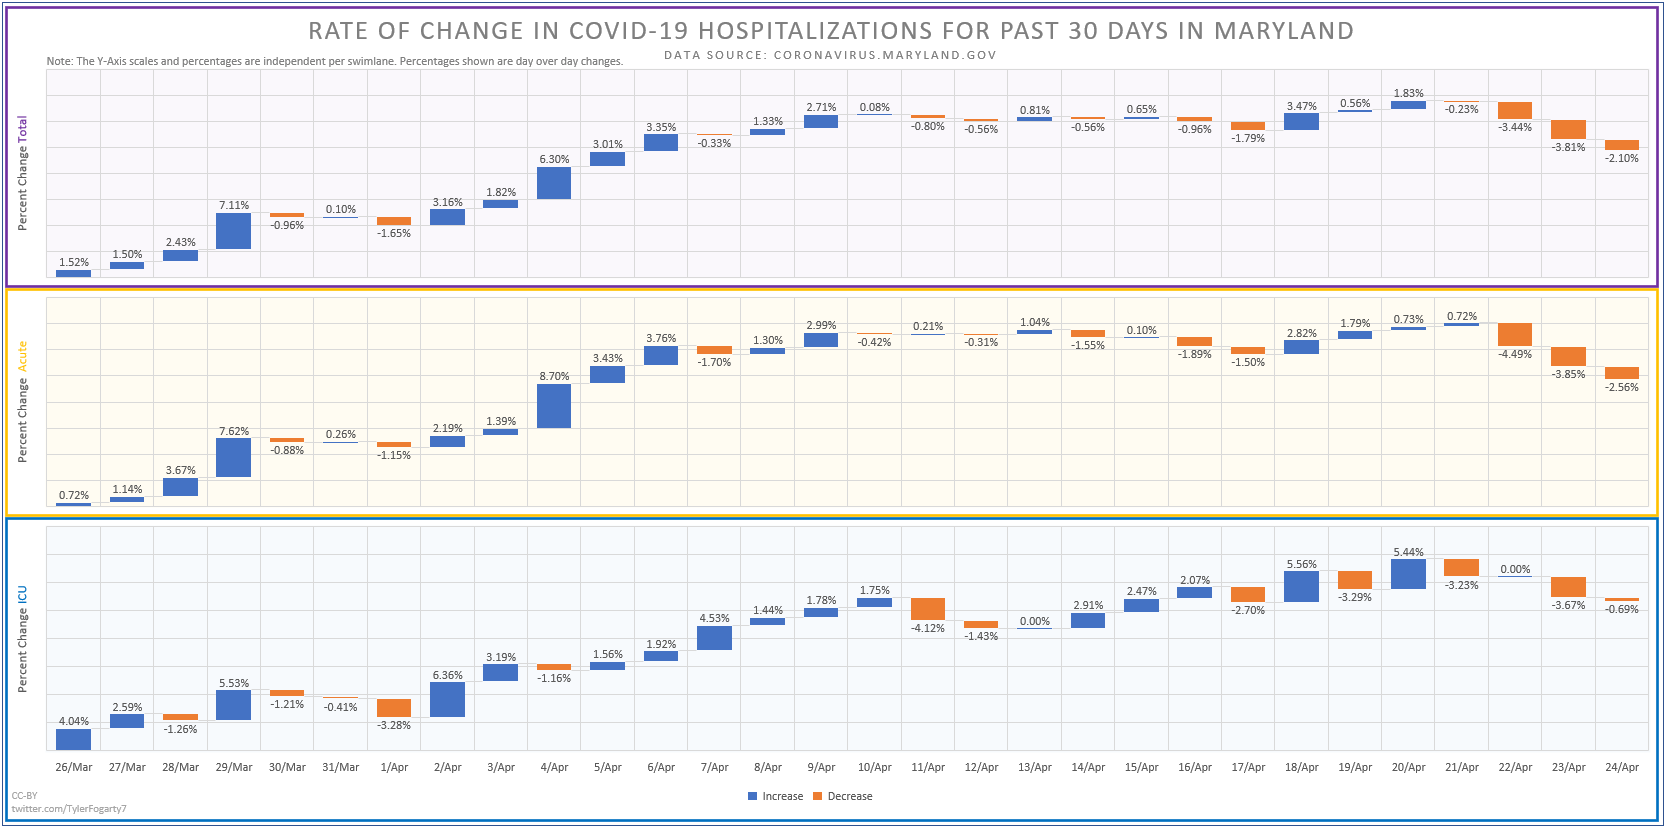 RATE OF CHANGE IN COVID-19 HOSPITALIZATIONS FOR PAST 30 DAYS IN MARYLAND
DATA SOURCE: CORONAVIRUS.MARYLAND.GOV
Note: The Y-Axis scales and percentages are independent per swimlane. Percentages shown are day over day changes.
Percent Change Total
1.52% 1.50% 2.43% 7.11% -0.96% 0.10% -1.65% 3.16% 1.82% 6.30% 3.01% 3.35% -0.33% 1.33% 2.71% 0.08% -0.80% -0.56% 0.81% -0.56% 0.65% -0.96% -1.79% 3.47% 0.56% 1.83% -0.23% -3.44% -3.81% -2.10%
Percent Change Acute
0.72% 1.14% 3.67% 7.62% -0.88% 0.26% -1.15% 2.19% 1.39% 8.70% 3.43% 3.76% -1.70% 1.30% 2.99% -0.42% 0.21% -0.31% 1.04% -1.55% 0.10% -1.89% -1.50% 2.82% 1.79% 0.73% 0.72% -4.49% -3.85% -2.56%
Percent Change ICU
4.04% 2.59% -1.26% 5.53% -1.21% -0.41% -3.28% 6.36% 3.19% -1.16% 1.56% 1.92% 4.53% 1.44% 1.78% 1.75% -4.12% -1.43% 0.00% 2.91% 2.47% 2.07% -2.70% 5.56% -3.29% 5.44% -3.23% 0.00% -3.67% -0.69%
26/Mar 27/Mar 28/Mar 29/Mar 30/Mar 31/Mar 1/Apr 2/Apr 3/Apr 4/Apr 5/Apr 6/Apr 7/Apr 8/Apr 9/Apr 10/Apr 11/Apr 12/Apr 13/Apr 14/Apr 15/Apr 16/Apr 17/Apr 18/Apr 19/Apr 20/Apr 21/Apr 22/Apr 23/Apr 24/Apr
Increase Decrease
CC-BY
twitter.com/TylerFogarty7